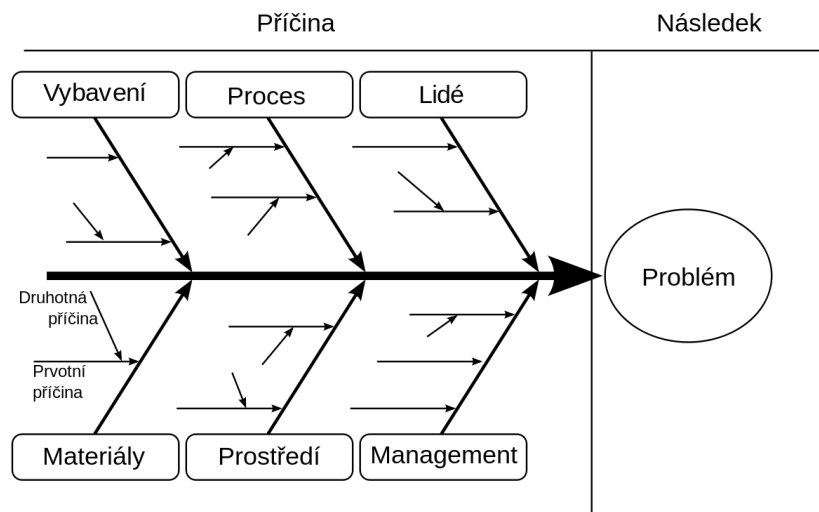 Příčina
Následek
Vybavení
Proces
Lidé
Problém
Druhotná
příčina
Prvotní
příčina
Materiály
Prostředí
Management